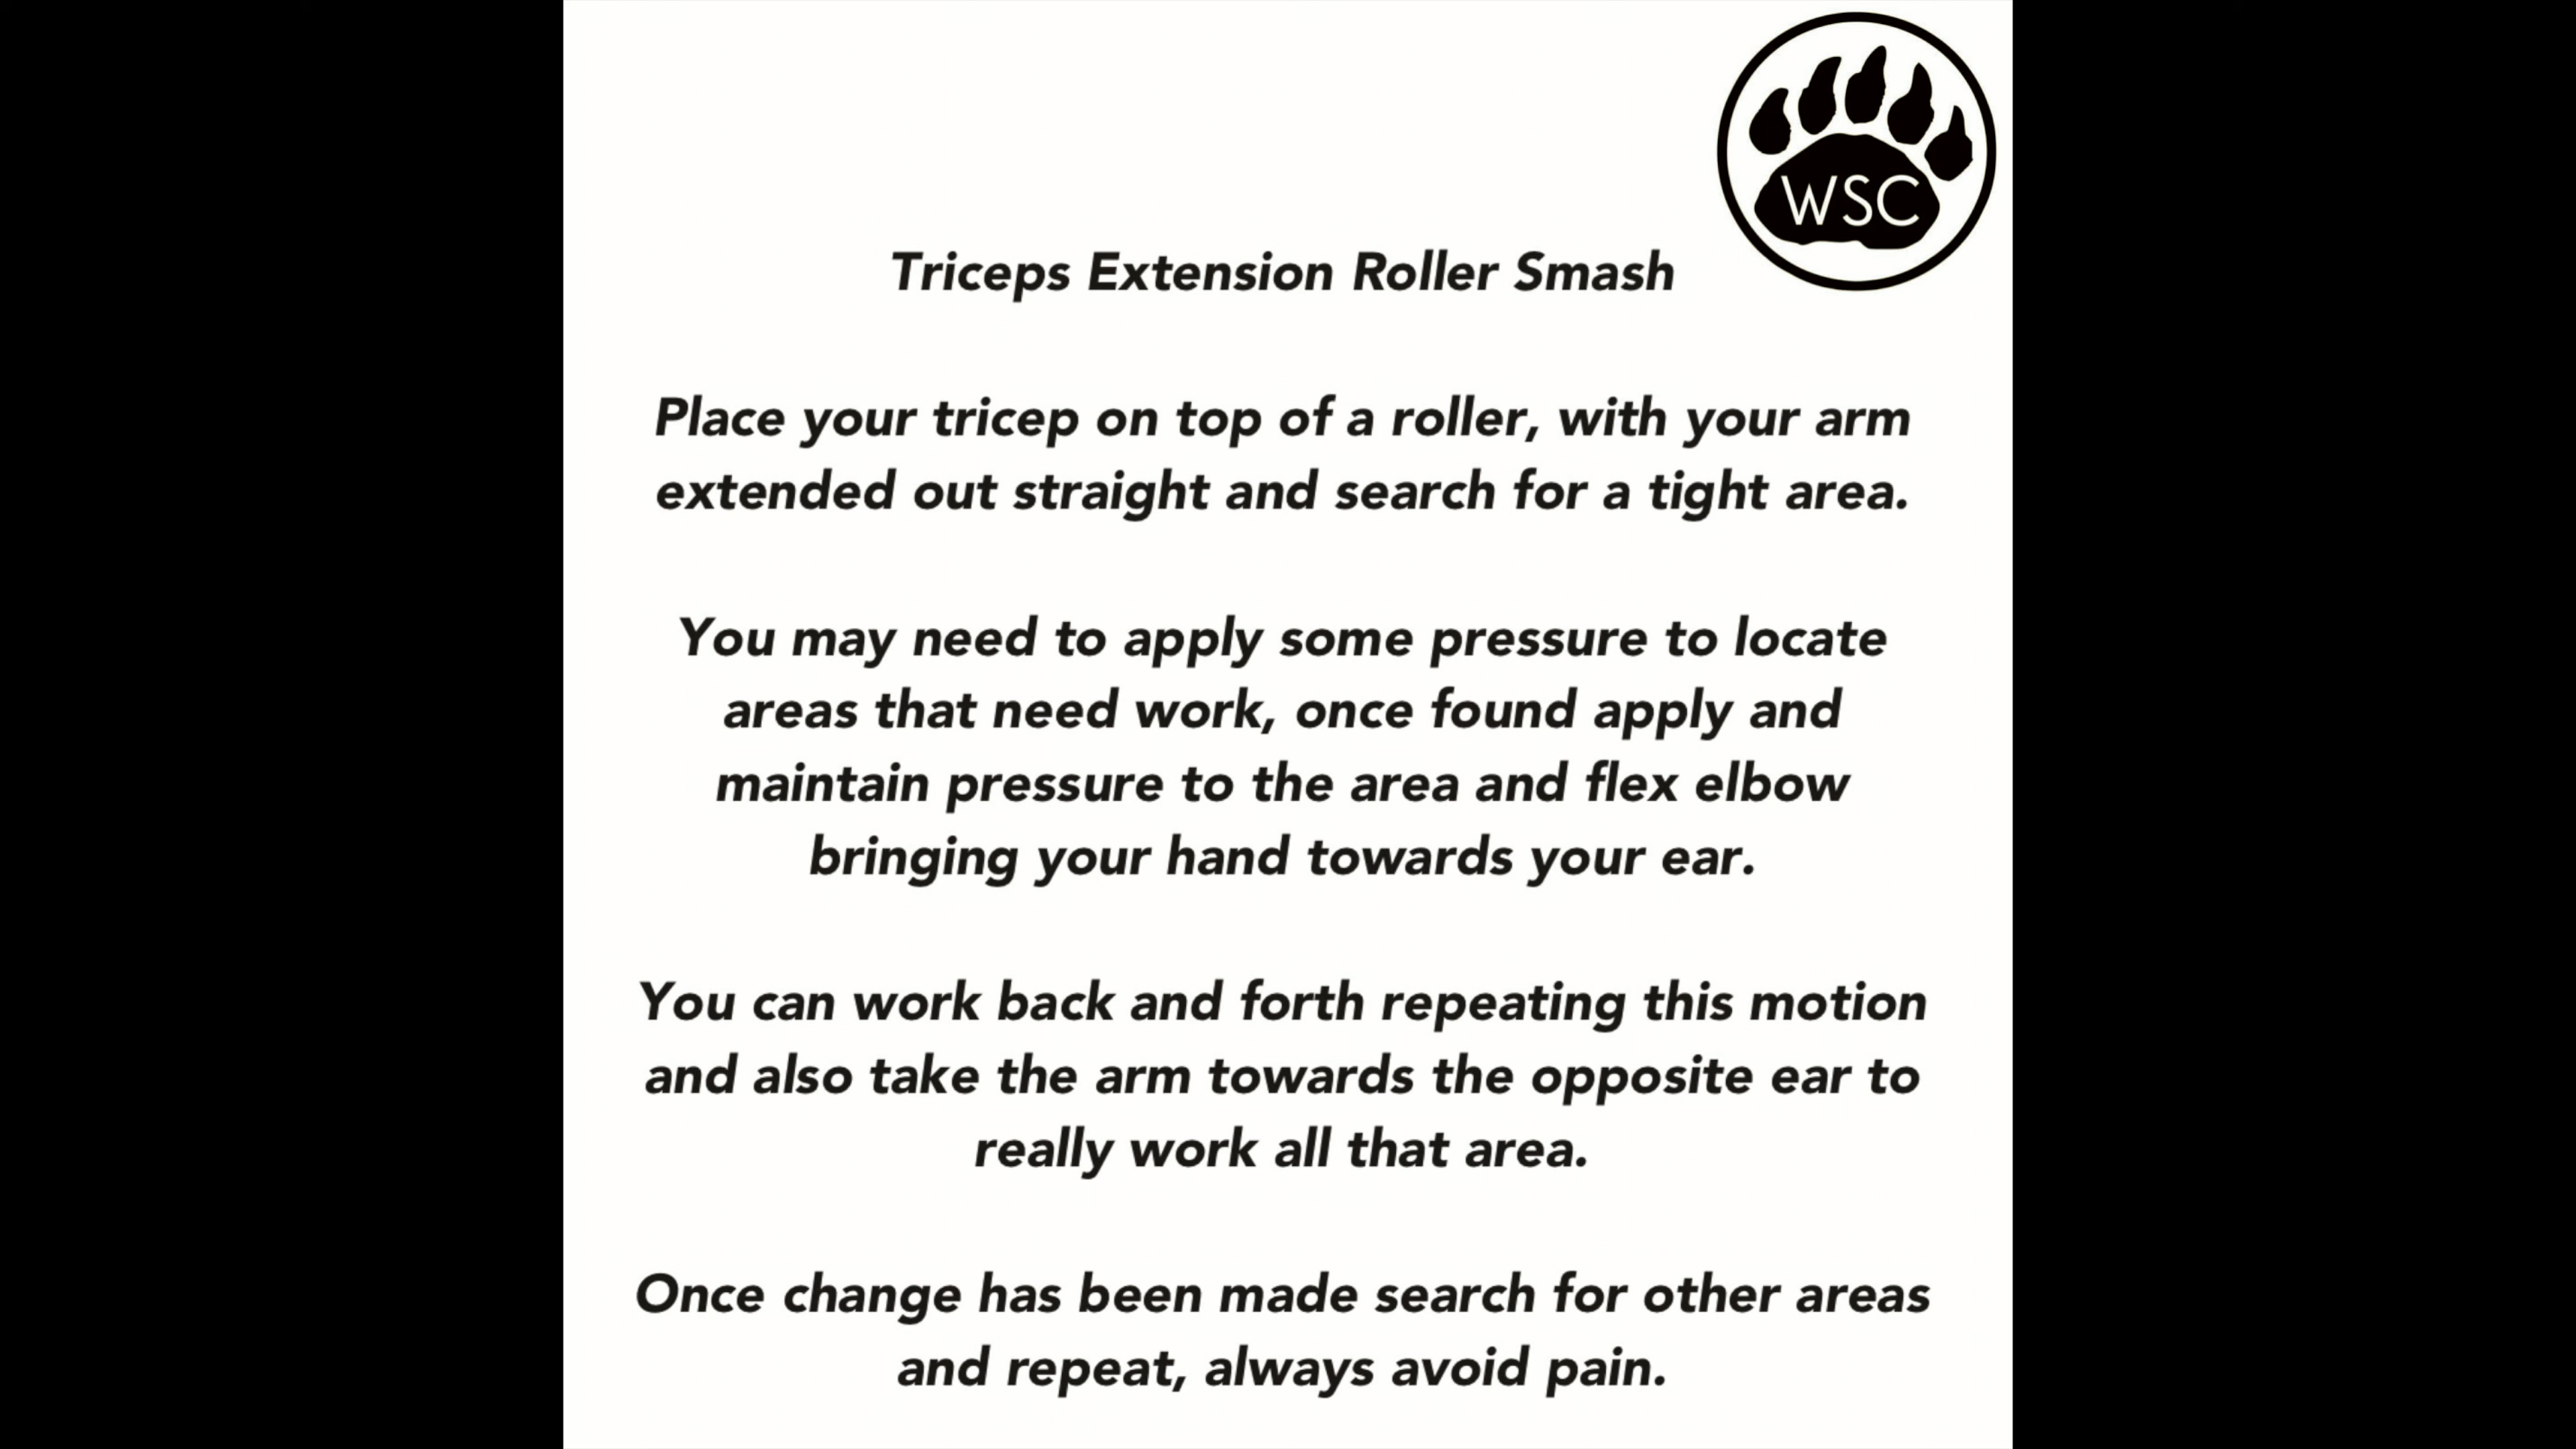 WSC
Triceps Extension Roller Smash
Place your tricep on top of a roller, with your arm
extended out straight and search for a tight area.
You may need to apply some pressure to locate
areas that need work, once found apply and
maintain pressure to the area and flex elbow
bringing your hand towards your ear.
You can work back and forth repeating this motion
and also take the arm towards the opposite ear to
really work all that area.
Once change has been made search for other areas
and repeat, always avoid pain.